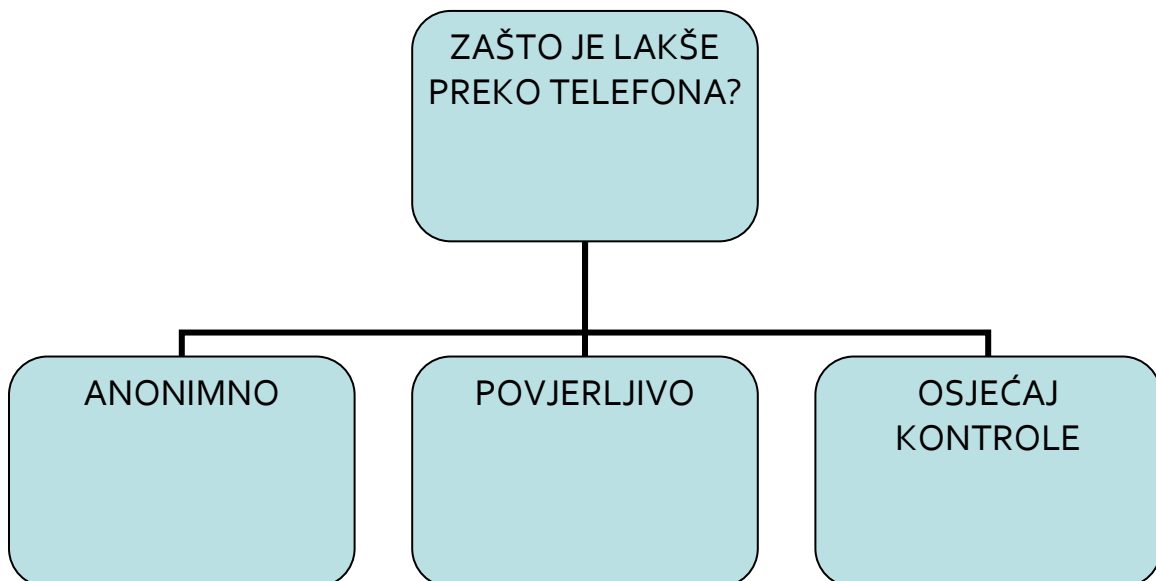 ZAŠTO JE LAKŠE
PREKO TELEFONA?
ANONIMNO
POVJERLJIVO
OSJEĆAJ
KONTROLE